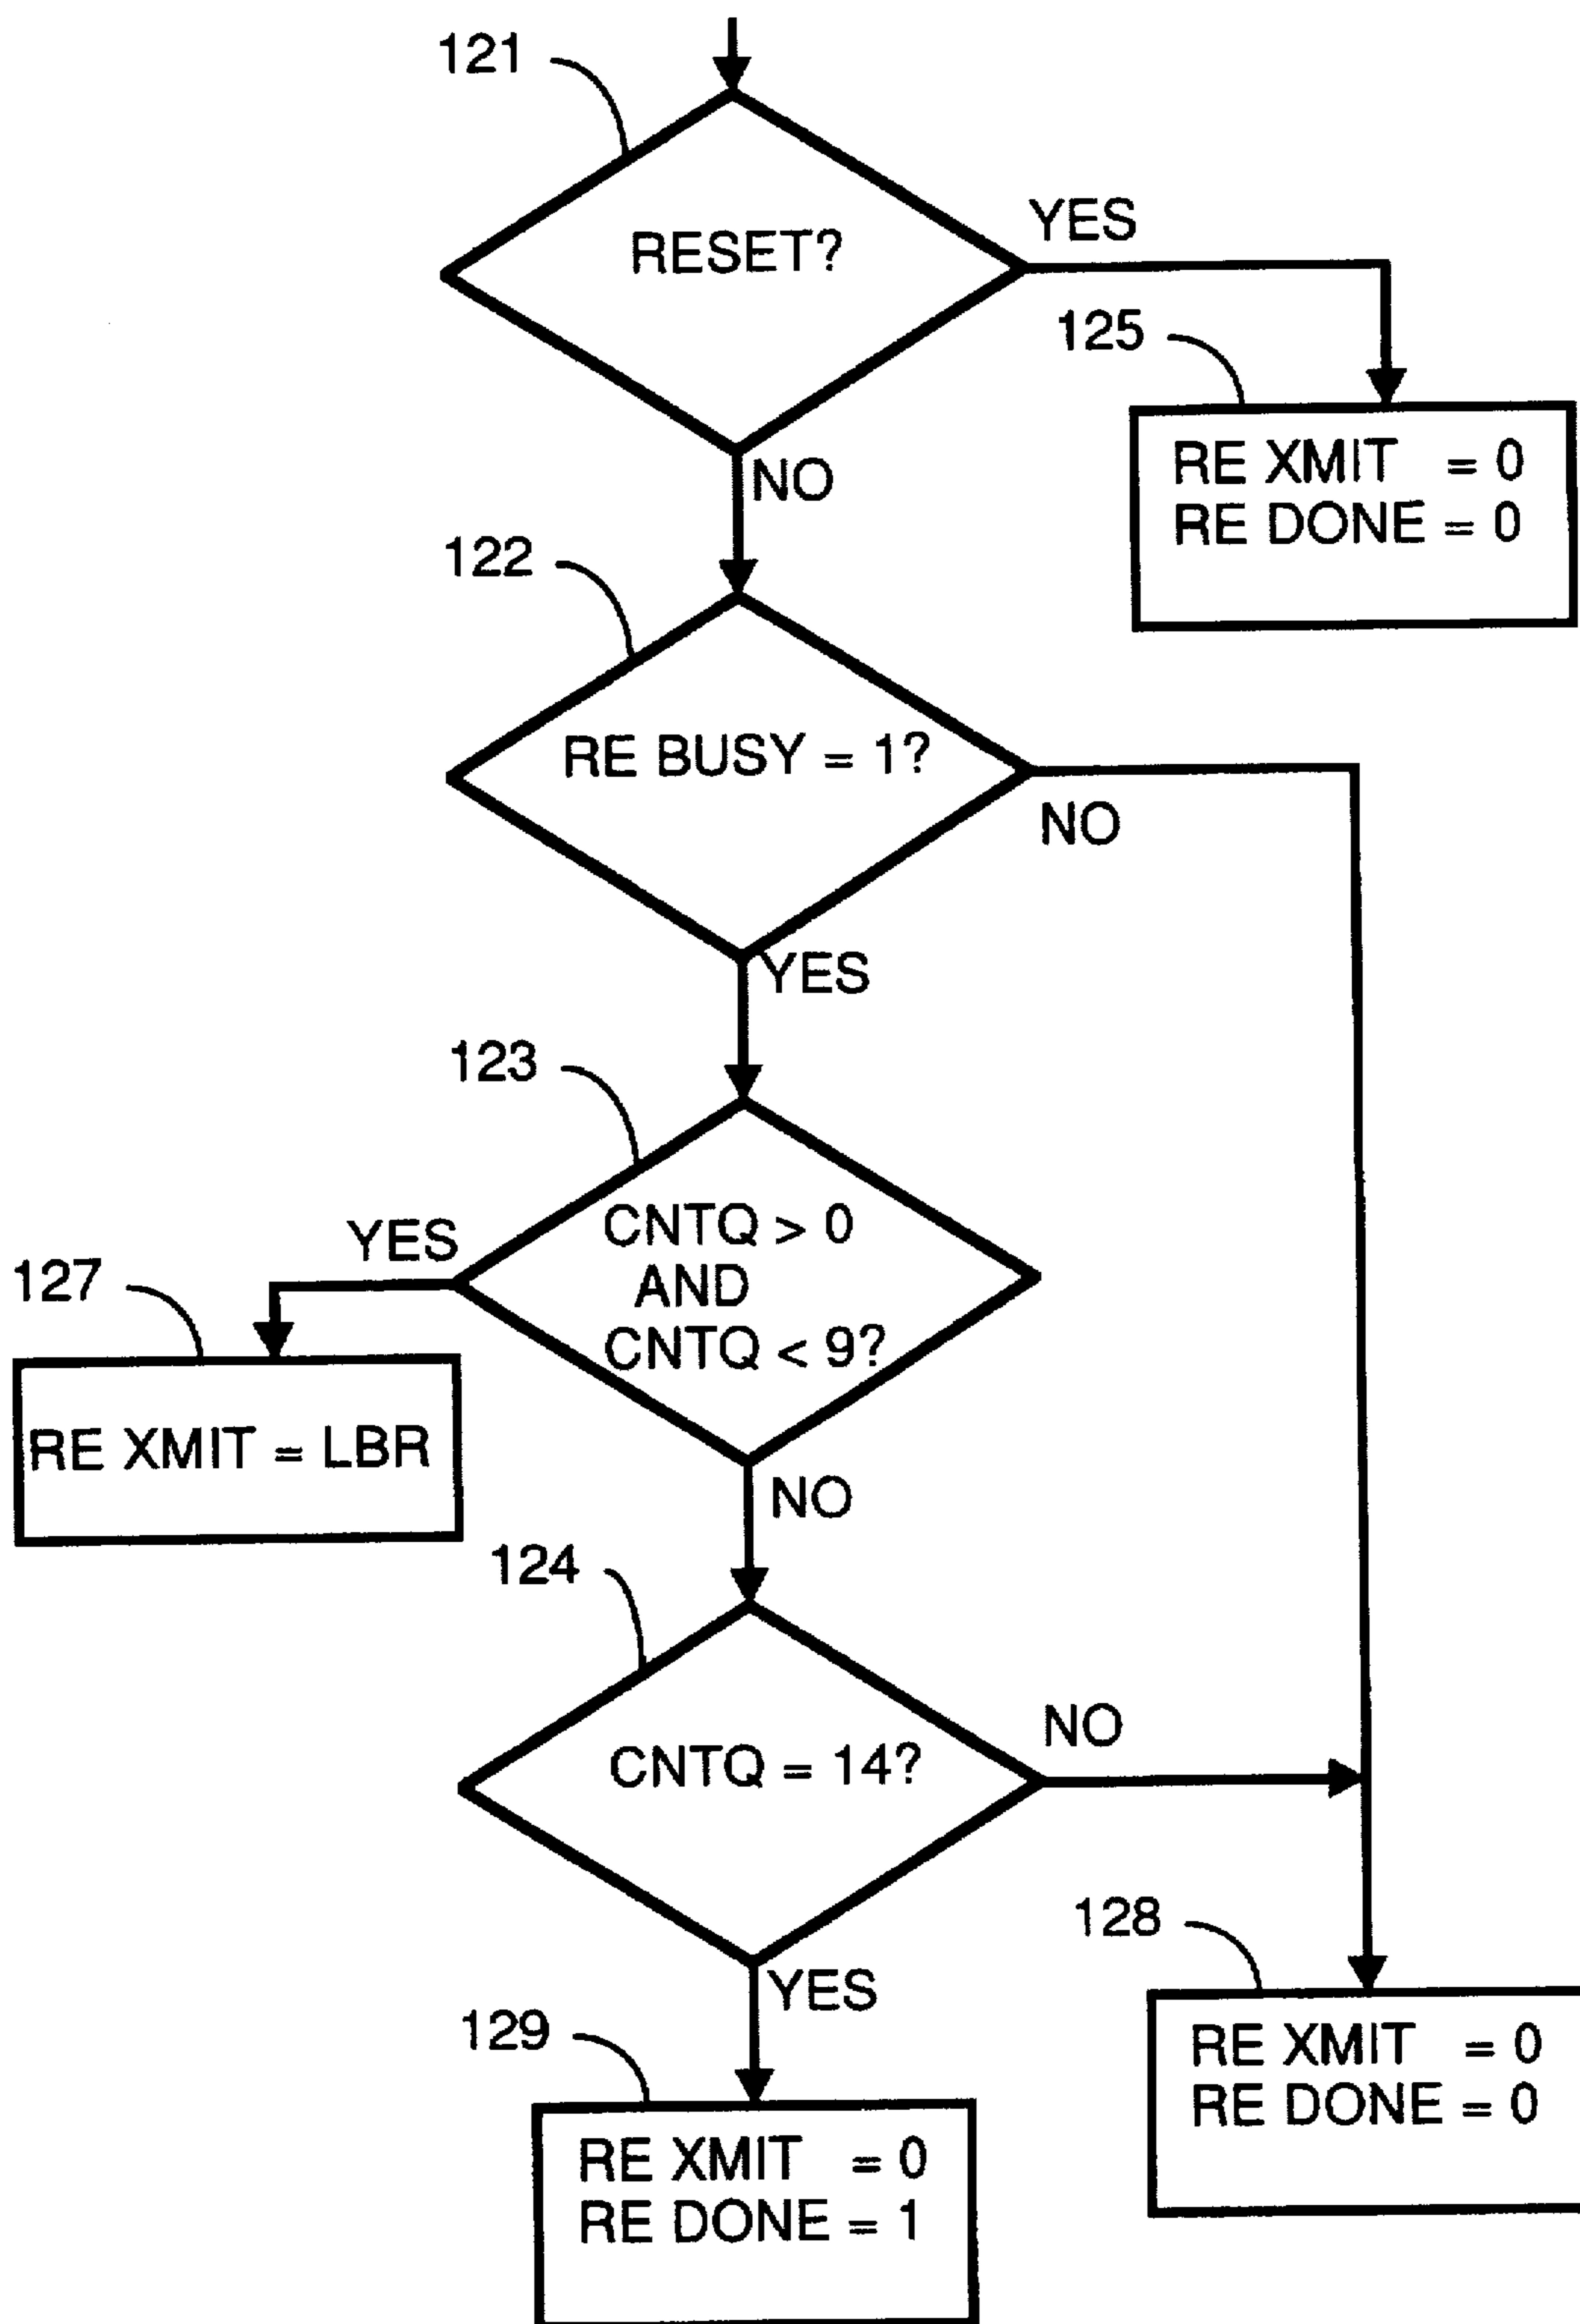 121
RESET?
YES
125
RE XMIT = 0
RE DONE = 0
NO
122
RE BUSY = 1?
NO
YES
123
CNTQ > 0
AND
CNTQ < 9?
YES
127
RE XMIT = LBR
NO
124
CNTQ = 14?
NO
YES
128
RE XMIT = 0
RE DONE = 0
129
RE XMIT = 0
RE DONE = 1